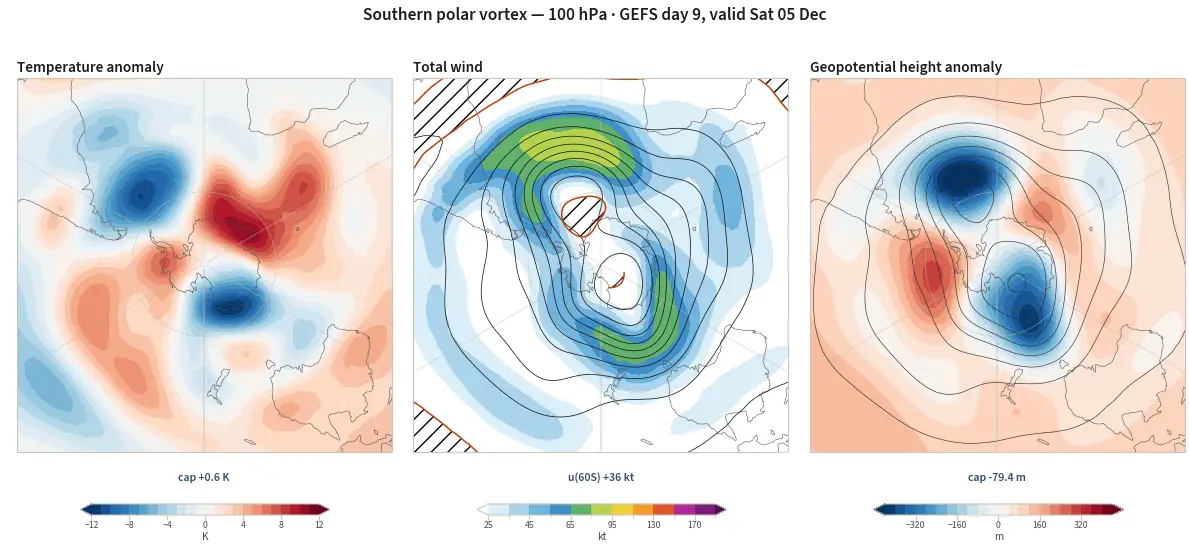 Southern polar vortex — 100 hPa · GEFS day 9, valid Sat 05 Dec
Temperature anomaly
Total wind
Geopotential height anomaly
cap +0.6 K
u(60S) +36 kt
cap -79.4 m
−12 −8 −4 0 4 8 12
K
25 45 65 95 130 170
kt
−320 −160 0 160 320
m